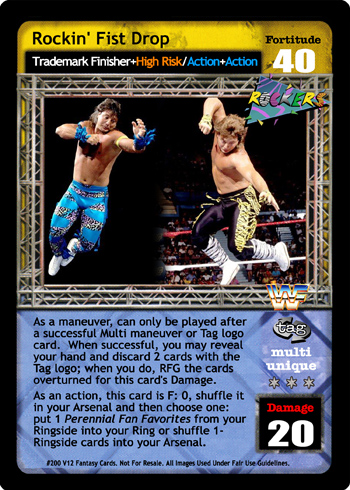 Rockin' Fist Drop
Fortitude
40
Trademark Finisher+High Risk/Action+Action
ROCKERS
WF
As a maneuver, can only be played after
a successful Multi maneuver or Tag logo
card.  When successful, you may reveal
your hand and discard 2 cards with the
Tag logo; when you do, RFG the cards
overturned for this card's Damage.
As an action, this card is F: 0, shuffle it
in your Arsenal and then choose one:
put 1 Perennial Fan Favorites from your
Ringside into your Ring or shuffle 1-
Ringside cards into your Arsenal.
tag
multi
unique
Damage
20
#200 V12 Fantasy Cards. Not For Resale. All Images Used Under Fair Use Guidelines.